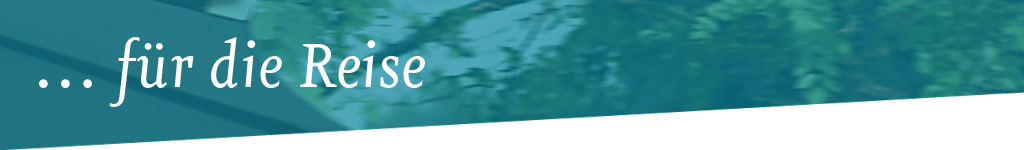 … für die Reise